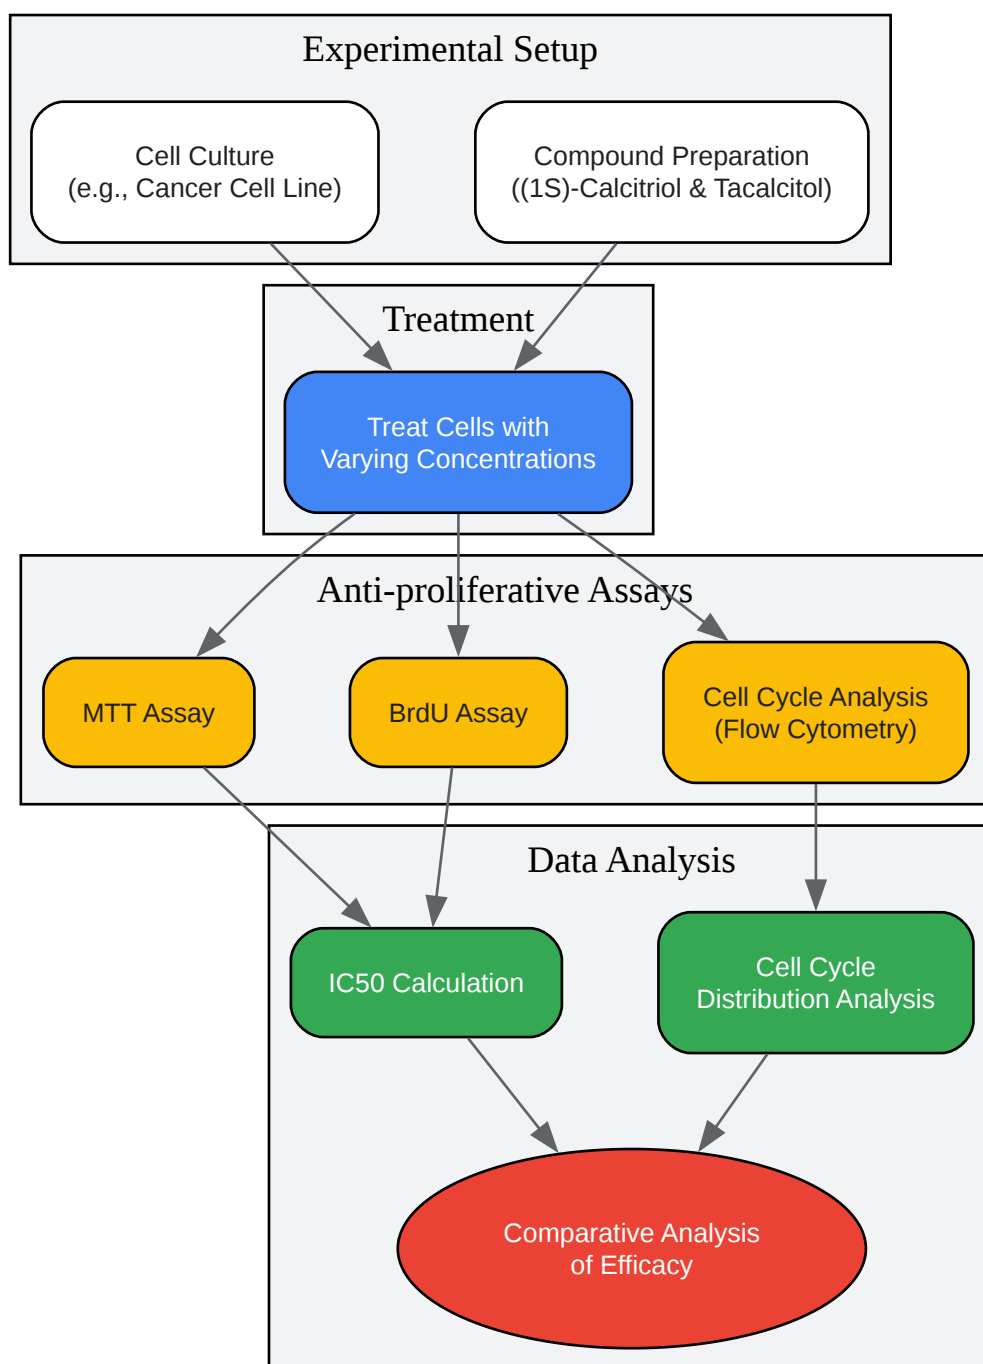 Experimental Setup
Cell Culture
(e.g., Cancer Cell Line)
Compound Preparation
((1S)-Calcitriol & Tacalcitol)
Treatment
Treat Cells with
Varying Concentrations
Anti-proliferative Assays
MTT Assay
BrdU Assay
Cell Cycle Analysis
(Flow Cytometry)
Data Analysis
IC50 Calculation
Cell Cycle
Distribution Analysis
Comparative Analysis
of Efficacy